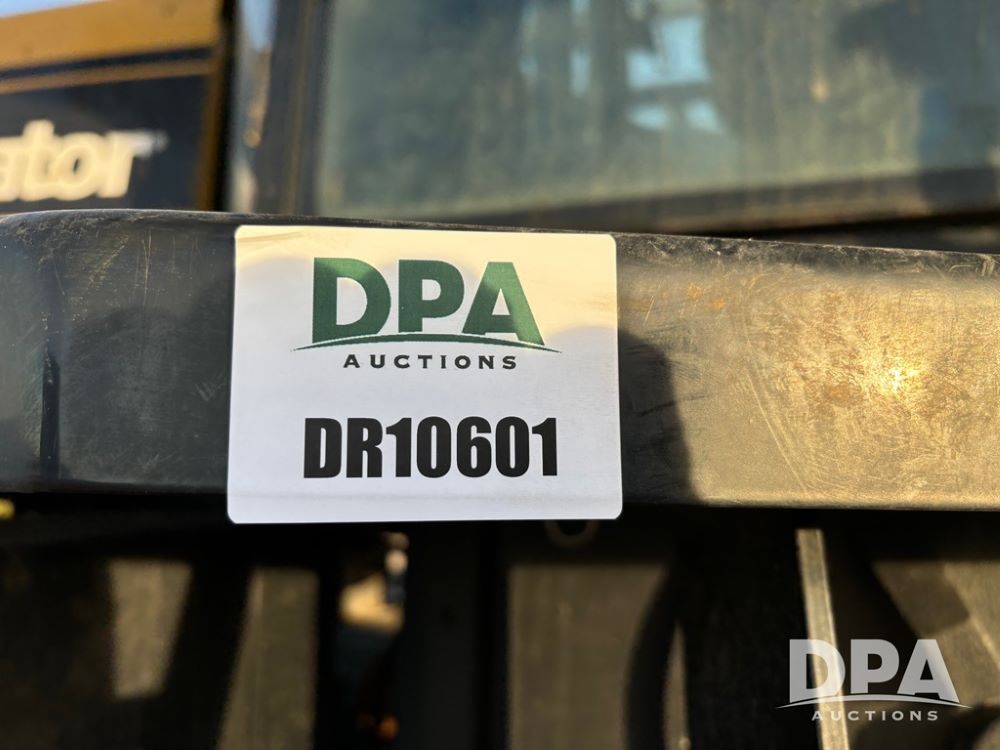 ator
DPA
AUCTIONS
DR10601
DPA
AUCTIONS